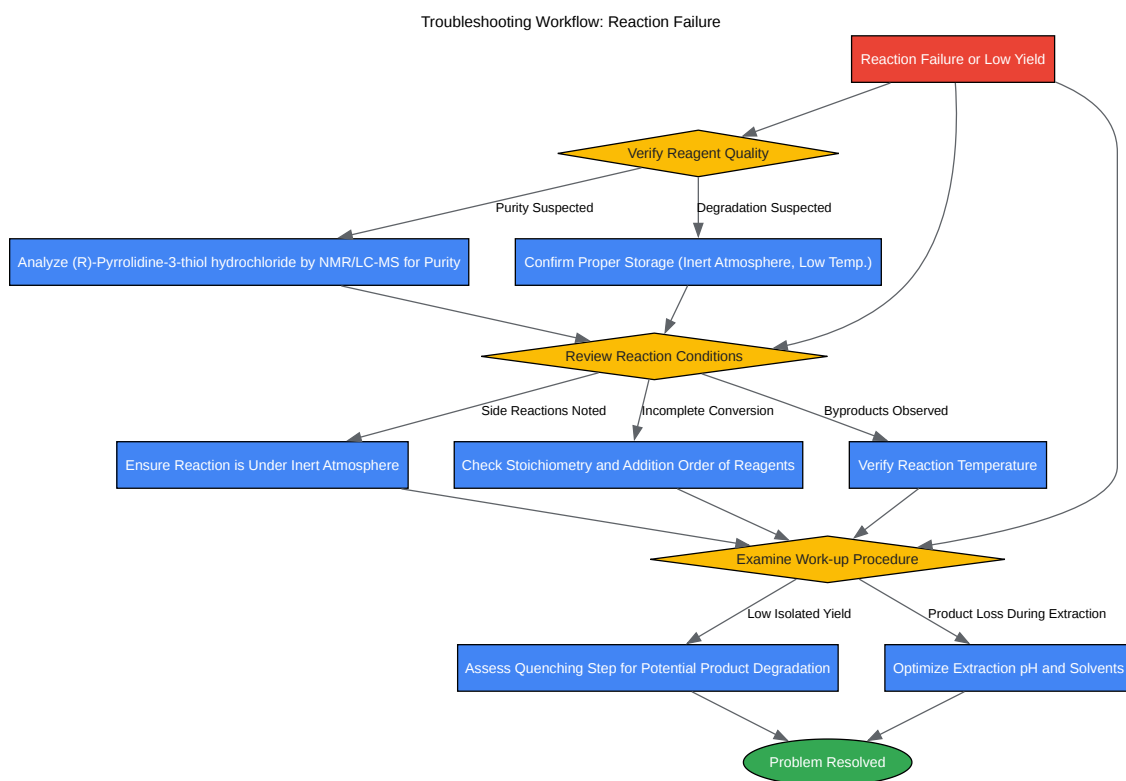 Troubleshooting Workflow: Reaction Failure
Reaction Failure or Low Yield
Verify Reagent Quality
Purity Suspected
Degradation Suspected
Analyze (R)-Pyrrolidine-3-thiol hydrochloride by NMR/LC-MS for Purity
Confirm Proper Storage (Inert Atmosphere, Low Temp.)
Review Reaction Conditions
Side Reactions Noted
Incomplete Conversion
Byproducts Observed
Ensure Reaction is Under Inert Atmosphere
Check Stoichiometry and Addition Order of Reagents
Verify Reaction Temperature
Examine Work-up Procedure
Low Isolated Yield
Product Loss During Extraction
Assess Quenching Step for Potential Product Degradation
Optimize Extraction pH and Solvents
Problem Resolved